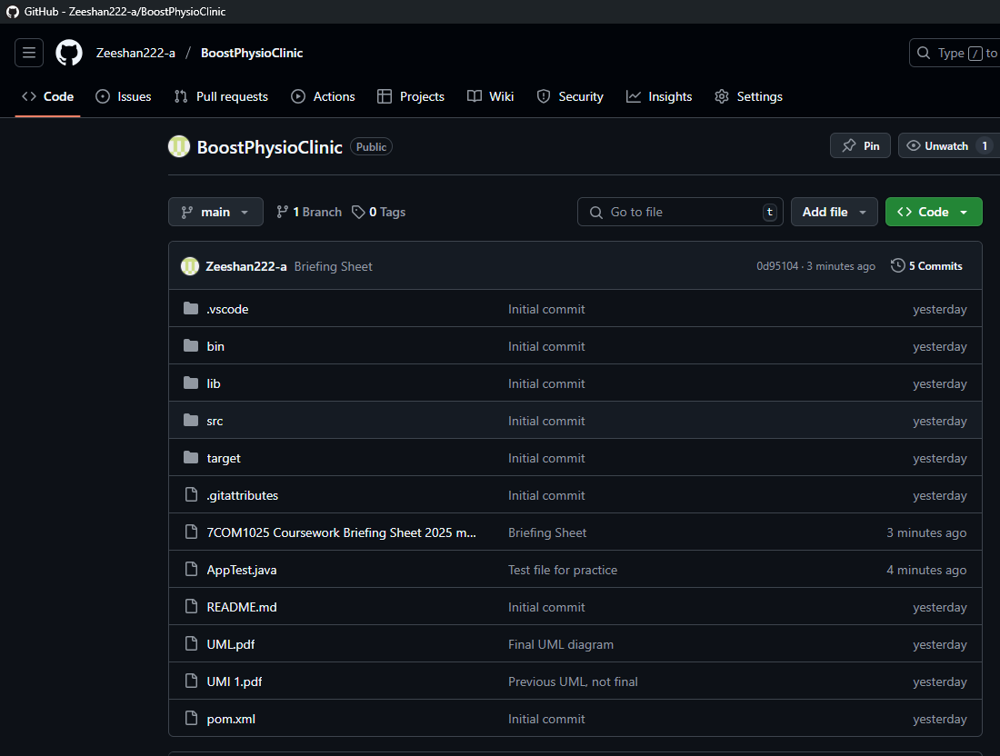 GitHub - Zeeshan222-a/BoostPhysioClinic
Zeeshan222-a / BoostPhysioClinic
Type / to
Code Issues Pull requests Actions Projects Wiki Security Insights Settings
BoostPhysioClinic Public
Pin Unwatch 1
main 1 Branch 0 Tags
Go to file t Add file Code
Zeeshan222-a Briefing Sheet 0d95104 · 3 minutes ago 5 Commits
.vscode Initial commit yesterday
bin Initial commit yesterday
lib Initial commit yesterday
src Initial commit yesterday
target Initial commit yesterday
.gitattributes Initial commit yesterday
7COM1025 Coursework Briefing Sheet 2025 m... Briefing Sheet 3 minutes ago
AppTest.java Test file for practice 4 minutes ago
README.md Initial commit yesterday
UML.pdf Final UML diagram yesterday
UMl 1.pdf Previous UML, not final yesterday
pom.xml Initial commit yesterday